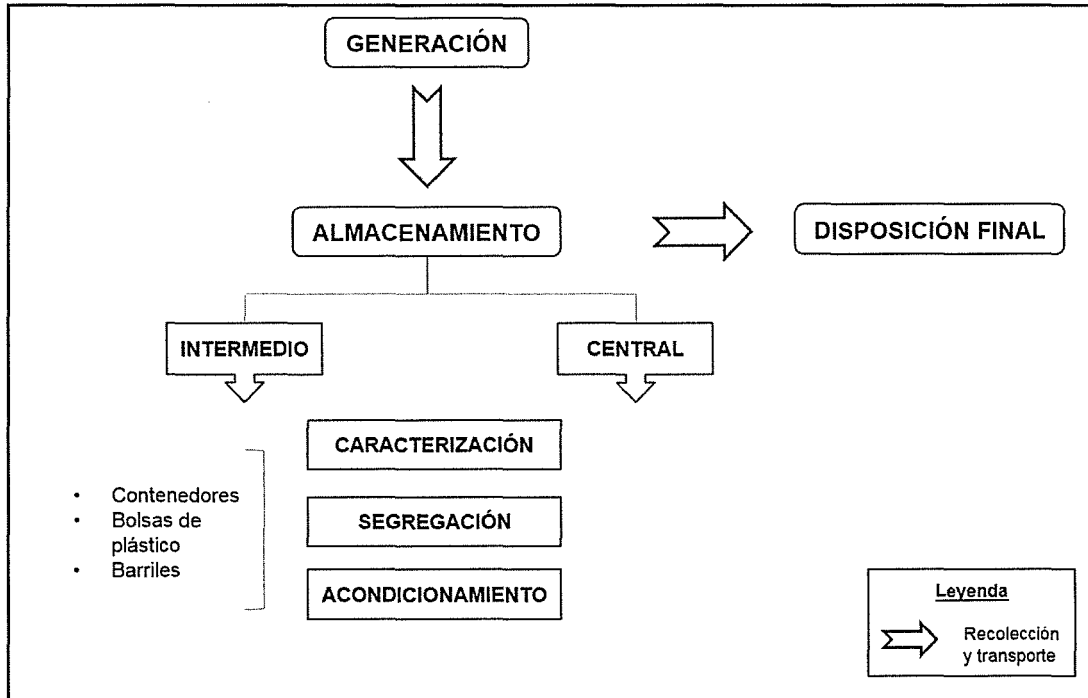 GENERACIÓN
ALMACENAMIENTO
DISPOSICIÓN FINAL
INTERMEDIO
CENTRAL
CARACTERIZACIÓN
• Contenedores
• Bolsas de
plástico
• Barriles
SEGREGACIÓN
ACONDICIONAMIENTO
Leyenda
Recolección
y transporte